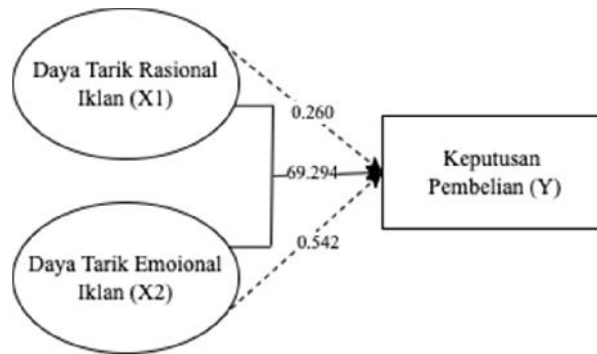 Daya Tarik Rasional
Iklan (X1)
0.260
69.294
Keputusan
Pembelian (Y)
0.542
Daya Tarik Emoional
Iklan (X2)